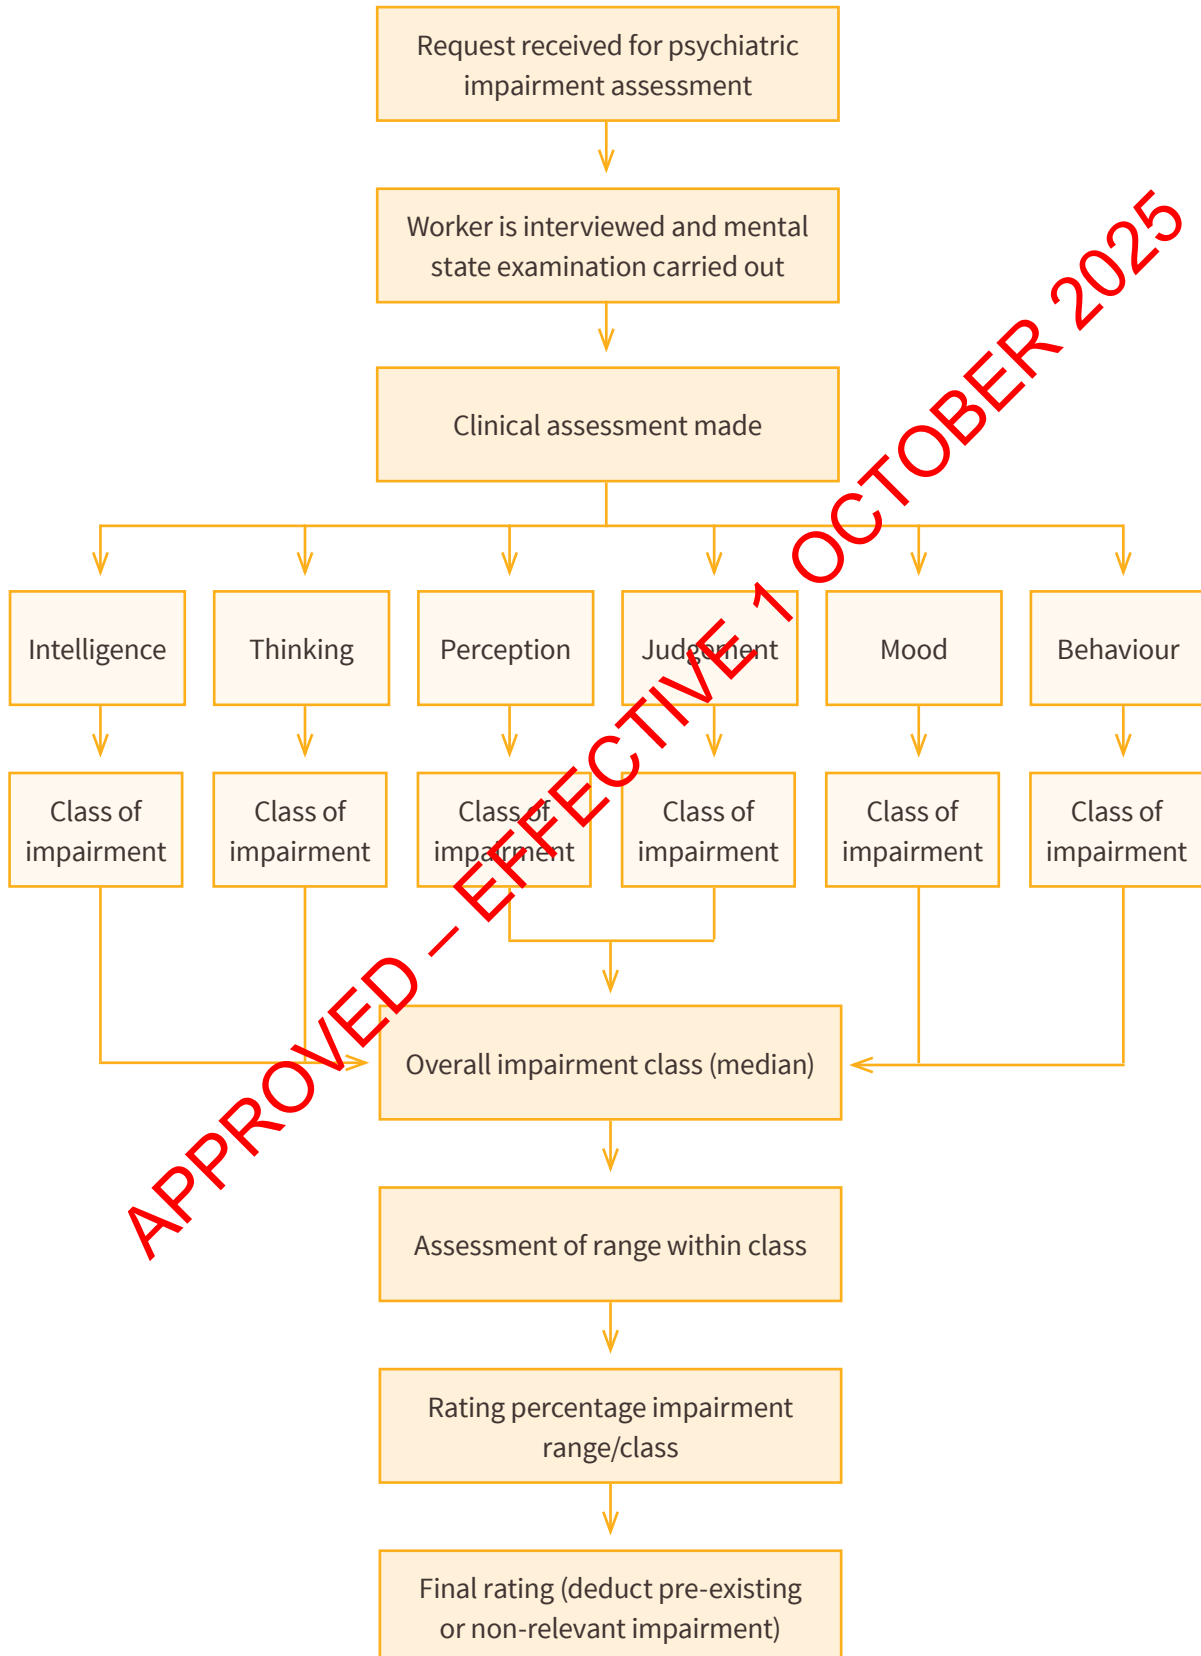 Request received for psychiatric
impairment assessment
Worker is interviewed and mental
state examination carried out
Clinical assessment made
Intelligence
Thinking
Perception
Judgement
Mood
Behaviour
Class of
impairment
Class of
impairment
Class of
impairment
Class of
impairment
Class of
impairment
Class of
impairment
Overall impairment class (median)
Assessment of range within class
Rating percentage impairment
range/class
Final rating (deduct pre-existing
or non-relevant impairment)
APPROVED – EFFECTIVE 1 OCTOBER 2025